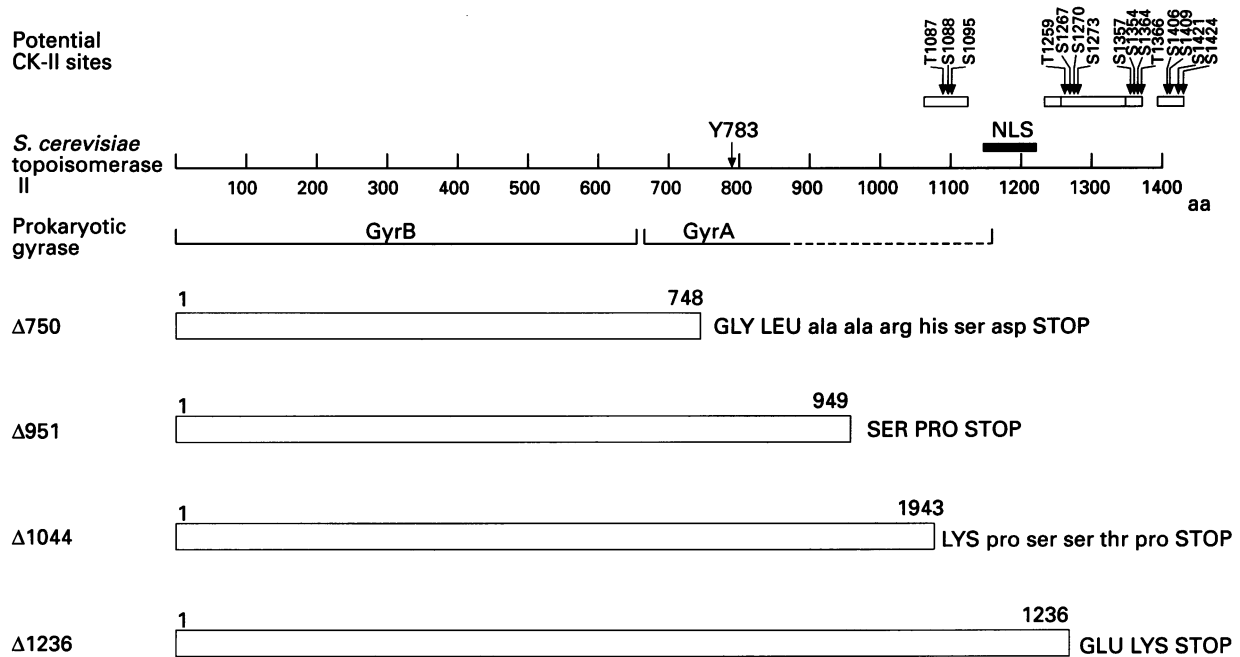 Potential
CK-II sites
T1087
S1088
S1095
T1259
S1267
S1270
S1273
S1357
S1354
S1364
T1366
S1406
S1409
S1421
S1424
S. cerevisiae
topoisomerase
II
Y783
NLS
100 200 300 400 500 600 700 800 900 1000 1100 1200 1300 1400
aa
Prokaryotic
gyrase
GyrB GyrA
1 748
Δ750 GLY LEU ala ala arg his ser asp STOP
1 949
Δ951 SER PRO STOP
1 1943
Δ1044 LYS pro ser ser thr pro STOP
1 1236
Δ1236 GLU LYS STOP